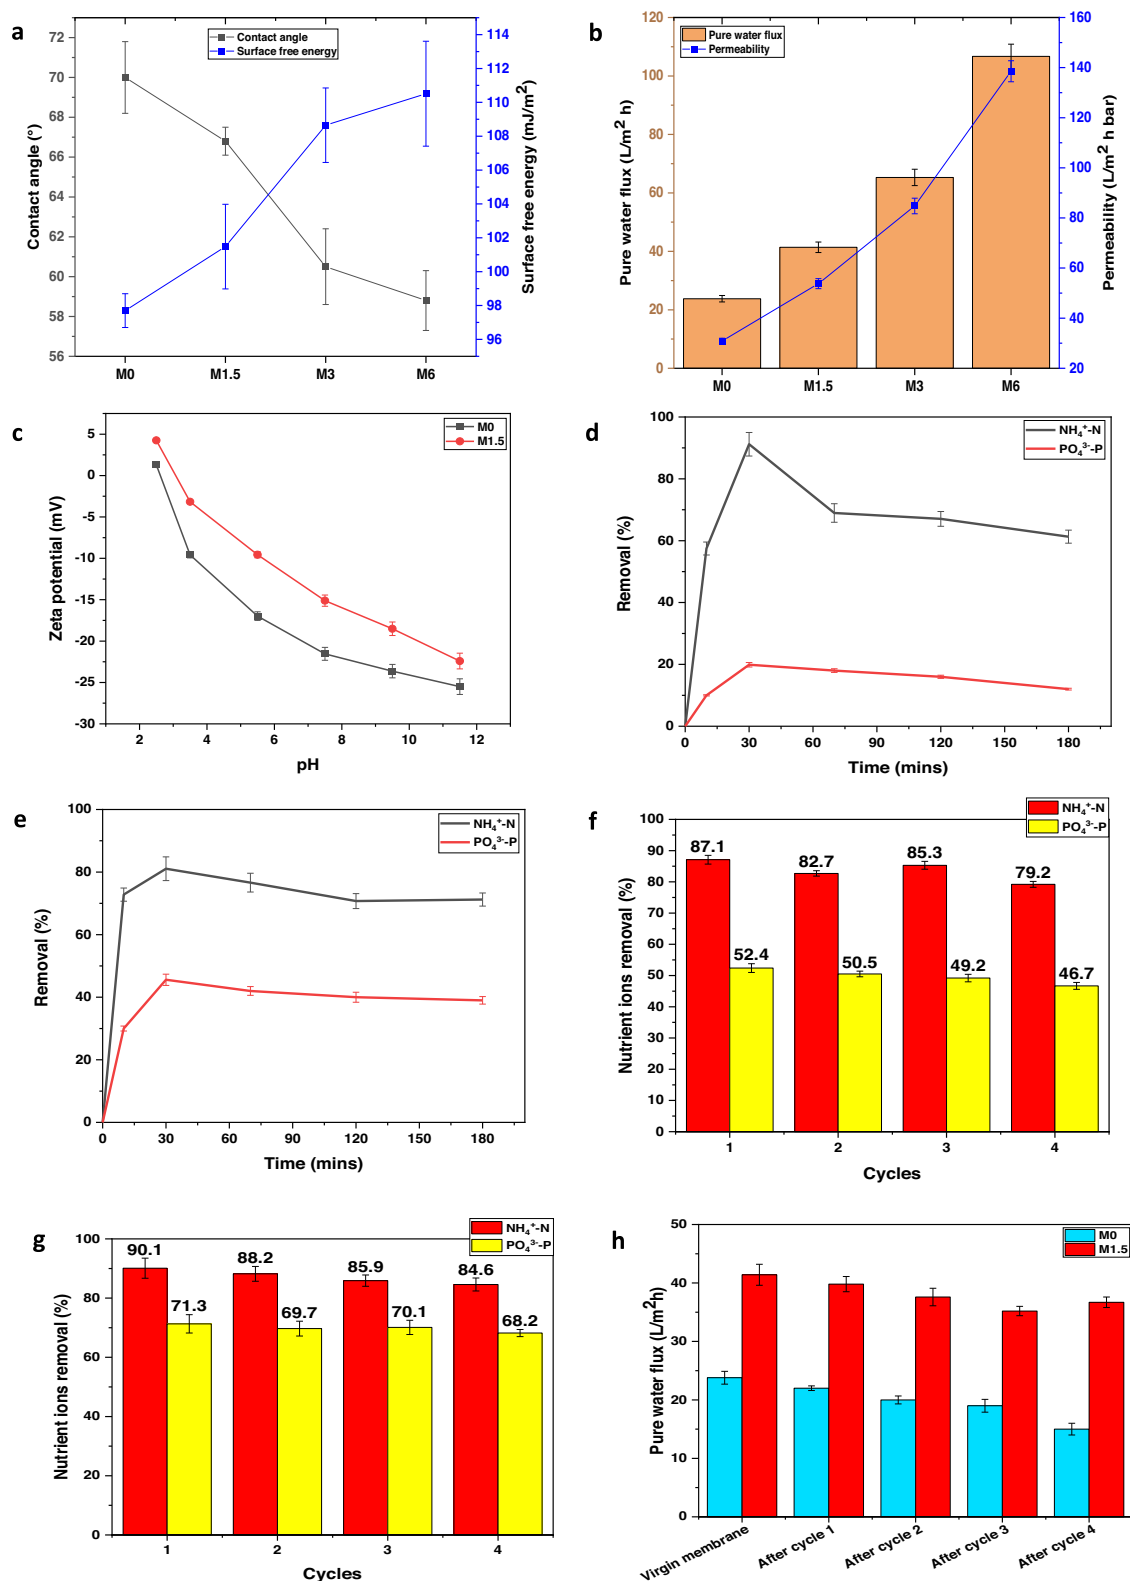 a
Contact angle
Surface free energy
Contact angle (°)
72
70
68
66
64
62
60
58
56
114
112
110
108
106
104
102
100
98
96
Surface free energy (mJ/m²)
M0 M1.5 M3 M6
b
Pure water flux
Permeability
Pure water flux (L/m² h)
120
100
80
60
40
20
0
160
140
120
100
80
60
40
20
Permeability (L/m² h bar)
M0 M1.5 M3 M6
c
M0
M1.5
Zeta potential (mV)
5
0
-5
-10
-15
-20
-25
-30
2 4 6 8 10 12
pH
d
NH₄⁺-N
PO₄³⁻-P
Removal (%)
100
80
60
40
20
0
0 30 60 90 120 150 180
Time (mins)
e
NH₄⁺-N
PO₄³⁻-P
Removal (%)
100
80
60
40
20
0
0 30 60 90 120 150 180
Time (mins)
f
NH₄⁺-N
PO₄³⁻-P
Nutrient ions removal (%)
100
90
80
70
60
50
40
30
20
10
0
87.1 82.7 85.3 79.2
52.4 50.5 49.2 46.7
1 2 3 4
Cycles
g
NH₄⁺-N
PO₄³⁻-P
Nutrient ions removal (%)
100
80
60
40
20
0
90.1 88.2 85.9 84.6
71.3 69.7 70.1 68.2
1 2 3 4
Cycles
h
M0
M1.5
Pure water flux (L/m²h)
50
40
30
20
10
0
Virgin membrane After cycle 1 After cycle 2 After cycle 3 After cycle 4